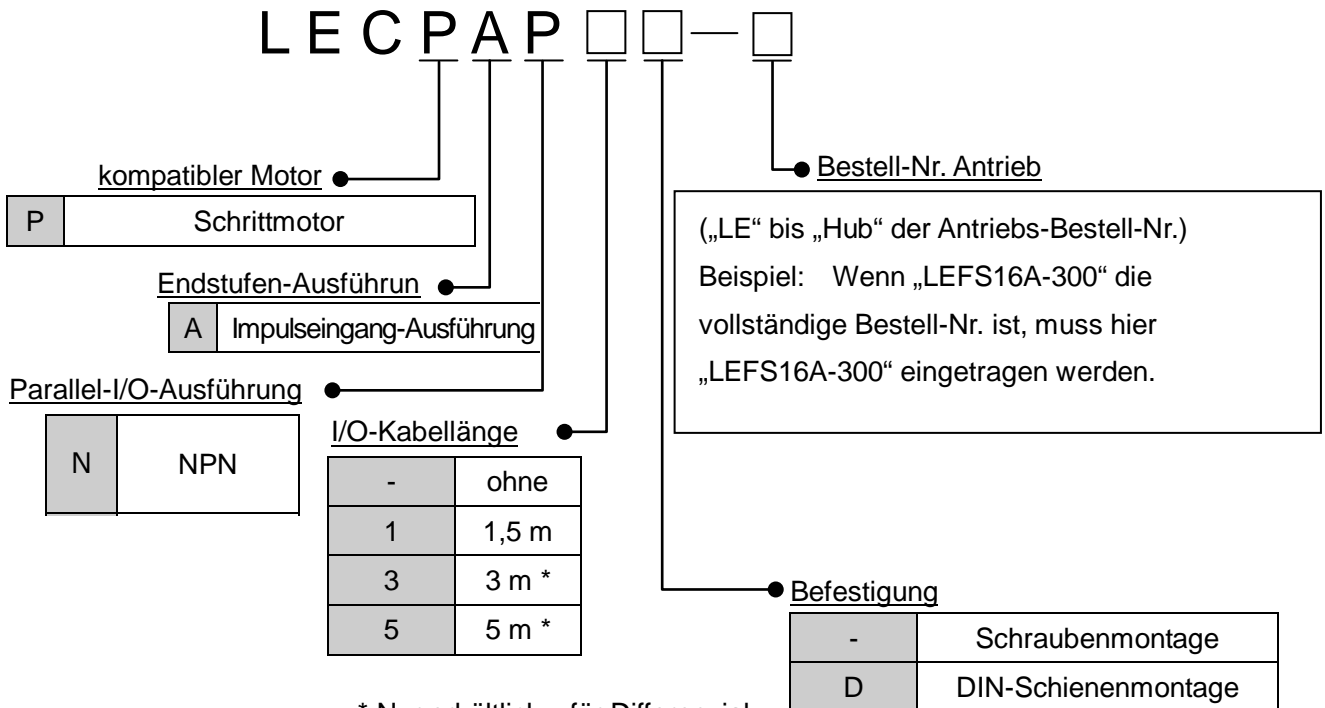 LECPAP□□—□
kompatibler Motor
P Schrittmotor
Endstufen-Ausführun
A Impulseingang-Ausführung
Parallel-I/O-Ausführung
N NPN
I/O-Kabellänge
- ohne
1 1,5 m
3 3 m *
5 5 m *
Bestell-Nr. Antrieb
(„LE“ bis „Hub“ der Antriebs-Bestell-Nr.)
Beispiel: Wenn „LEFS16A-300“ die
vollständige Bestell-Nr. ist, muss hier
„LEFS16A-300“ eingetragen werden.
Befestigung
- Schraubenmontage
D DIN-Schienenmontage